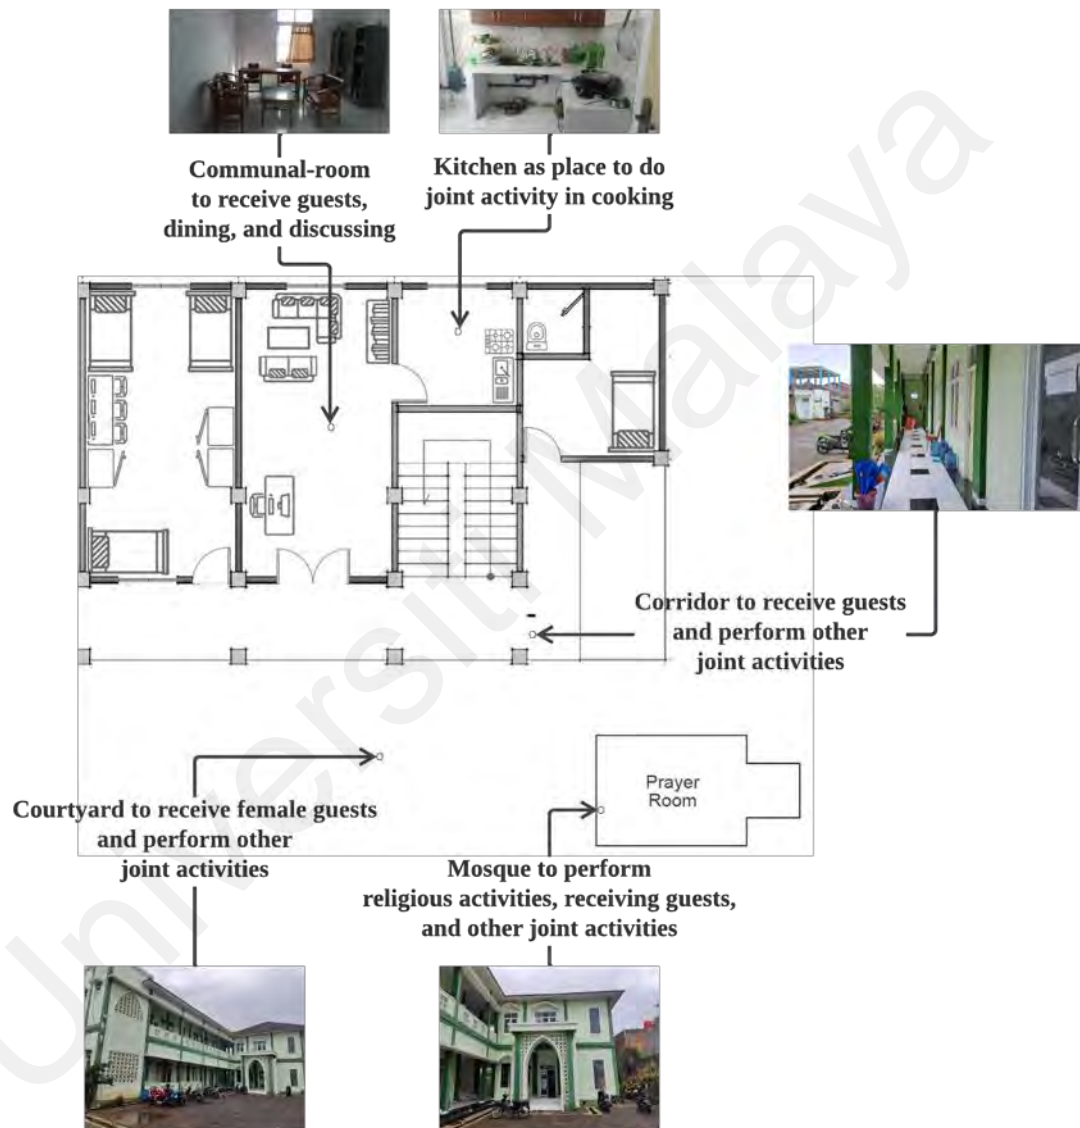 Communal-room
to receive guests,
dining, and discussing
Kitchen as place to do
joint activity in cooking
Corridor to receive guests
and perform other
joint activities
Prayer
Room
Courtyard to receive female guests
and perform other
joint activities
Mosque to perform
religious activities, receiving guests,
and other joint activities
Universiti Malaya